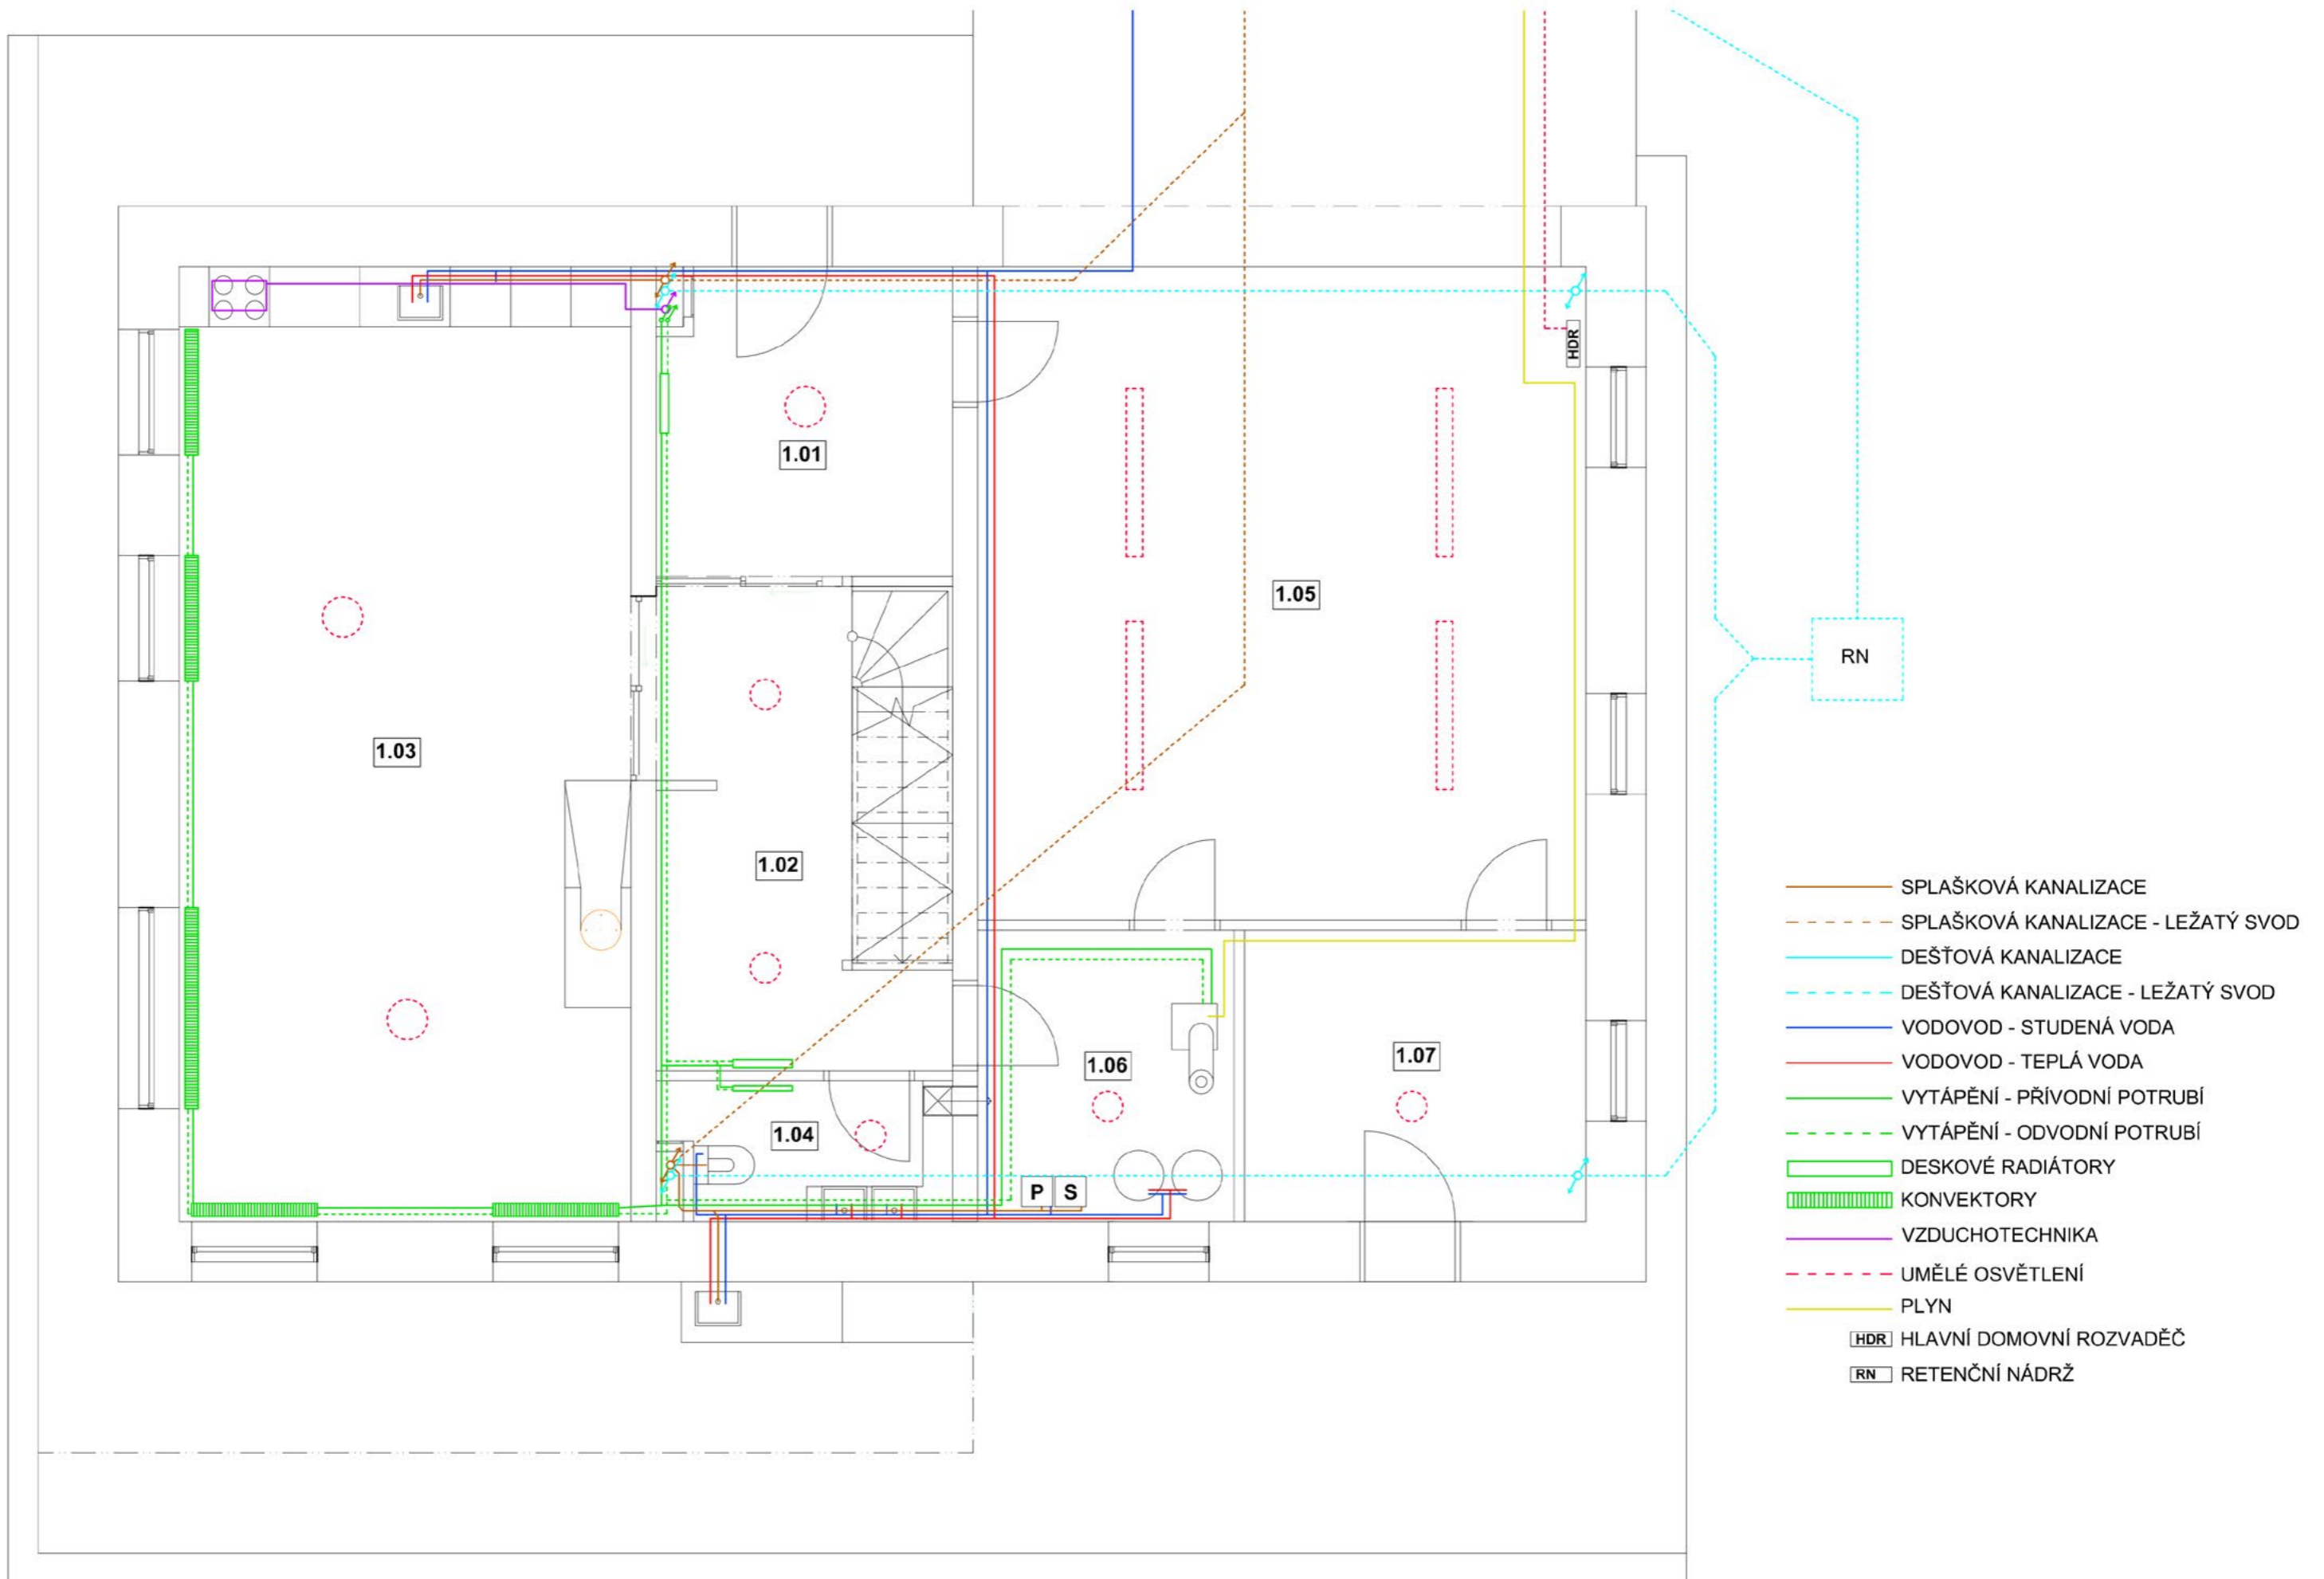 HDR
1.01
1.05
RN
1.03
1.02
1.06
1.07
1.04
P S
SPLAŠKOVÁ KANALIZACE
SPLAŠKOVÁ KANALIZACE - LEŽATÝ SVOD
DEŠŤOVÁ KANALIZACE
DEŠŤOVÁ KANALIZACE - LEŽATÝ SVOD
VODOVOD - STUDENÁ VODA
VODOVOD - TEPLÁ VODA
VYTÁPĚNÍ - PŘÍVODNÍ POTRUBÍ
VYTÁPĚNÍ - ODVODNÍ POTRUBÍ
DESKOVÉ RADIÁTORY
KONVEKTORY
VZDUCHOTECHNIKA
UMĚLÉ OSVĚTLENÍ
PLYN
HDR HLAVNÍ DOMOVNÍ ROZVADĚČ
RN RETENČNÍ NÁDRŽ